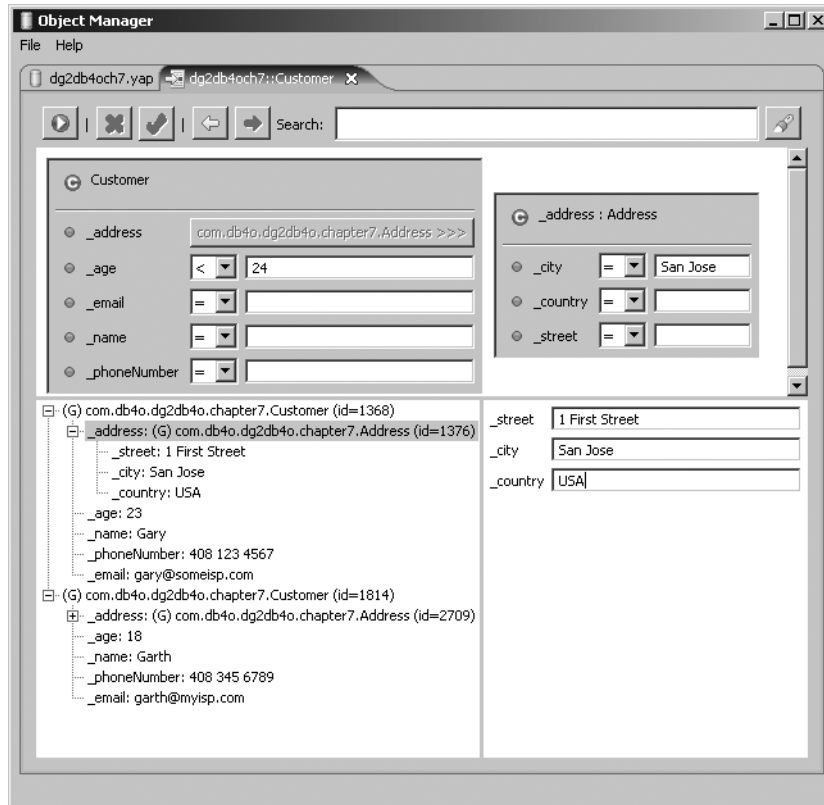 Object Manager
File Help
dg2db4och7.yap dg2db4och7::Customer
Search:
Customer
_address com.db4o.dg2db4o.chapter7.Address >>>
_age < 24
_email =
_name =
_phoneNumber =
_address : Address
_city = San Jose
_country =
_street =
(G) com.db4o.dg2db4o.chapter7.Customer (id=1368)
_address: (G) com.db4o.dg2db4o.chapter7.Address (id=1376)
_street: 1 First Street
_city: San Jose
_country: USA
_age: 23
_name: Gary
_phoneNumber: 408 123 4567
_email: gary@someisp.com
(G) com.db4o.dg2db4o.chapter7.Customer (id=1814)
_address: (G) com.db4o.dg2db4o.chapter7.Address (id=2709)
_age: 18
_name: Garth
_phoneNumber: 408 345 6789
_email: garth@myisp.com
_street 1 First Street
_city San Jose
_country USA